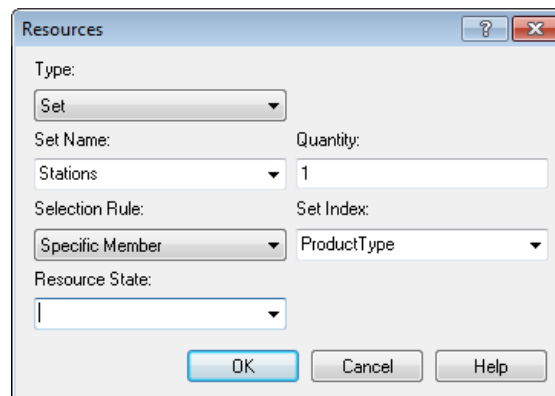 Resources
Type:
Set
Set Name: Quantity:
Stations 1
Selection Rule: Set Index:
Specific Member ProductType
Resource State:
OK Cancel Help